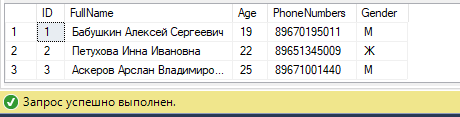 ID FullName Age PhoneNumbers Gender
1 1 Бабушкин Алексей Сергеевич 19 89670195011 М
2 2 Петухова Инна Ивановна 22 89651345009 Ж
3 3 Аскеров Арслан Владимиро... 25 89671001440 М
Запрос успешно выполнен.